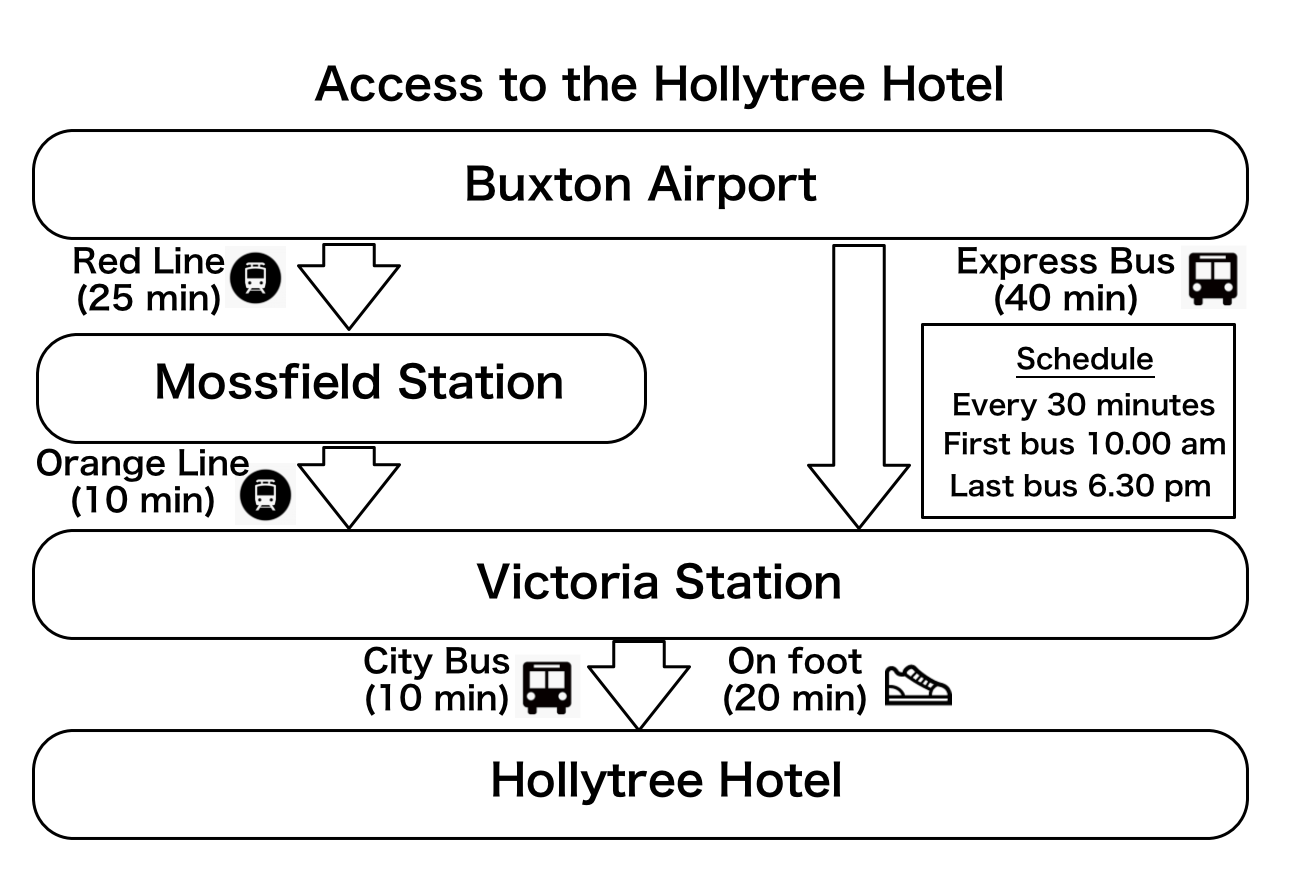 Access to the Hollytree Hotel
Buxton Airport
Red Line
(25 min)
Express Bus
(40 min)
Schedule
Every 30 minutes
First bus 10.00 am
Last bus 6.30 pm
Mossfield Station
Orange Line
(10 min)
Victoria Station
City Bus
(10 min)
On foot
(20 min)
Hollytree Hotel